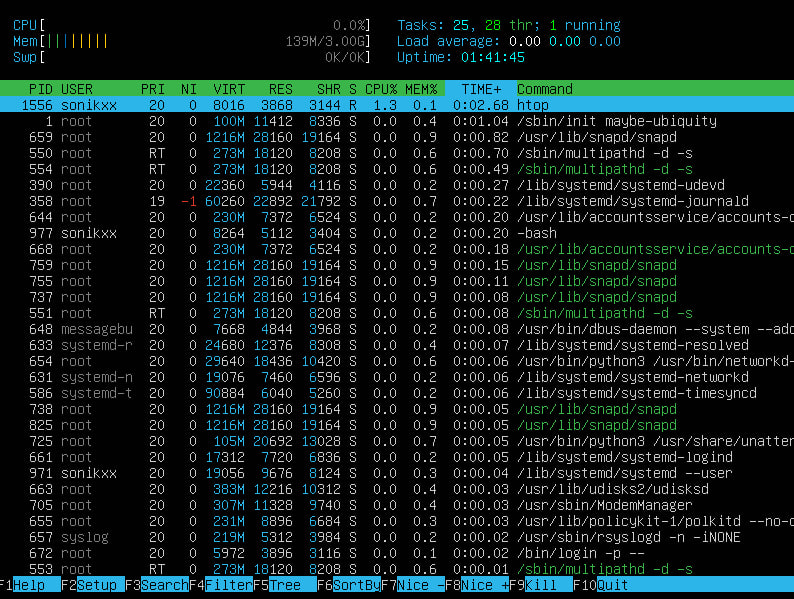 CPU[ 0.0%] Tasks: 25, 28 thr; 1 running
Mem[|||||||| 139M/3.00G] Load average: 0.00 0.00 0.00
Swp[ 0K/0K] Uptime: 01:41:45
PID USER PRI NI VIRT RES SHR S CPU% MEM% TIME+ Command
1556 sonikxx 20 0 8016 3868 3144 R 1.3 0.1 0:02.68 htop
1 root 20 0 100M 11412 8336 S 0.0 0.4 0:01.04 /sbin/init maybe-ubiquity
659 root 20 0 1216M 28160 19164 S 0.0 0.9 0:00.82 /usr/lib/snapd/snapd
550 root RT 0 273M 18120 8208 S 0.0 0.6 0:00.70 /sbin/multipathd -d -s
554 root RT 0 273M 18120 8208 S 0.0 0.6 0:00.49 /sbin/multipathd -d -s
390 root 20 0 22360 5944 4116 S 0.0 0.2 0:00.27 /lib/systemd/systemd-udevd
358 root 19 -1 60260 22892 21792 S 0.0 0.7 0:00.22 /lib/systemd/systemd-journald
644 root 20 0 230M 7372 6524 S 0.0 0.2 0:00.20 /usr/lib/accountsservice/accounts-d
977 sonikxx 20 0 8264 5112 3404 S 0.0 0.2 0:00.20 -bash
668 root 20 0 230M 7372 6524 S 0.0 0.2 0:00.18 /usr/lib/accountsservice/accounts-d
759 root 20 0 1216M 28160 19164 S 0.0 0.9 0:00.15 /usr/lib/snapd/snapd
755 root 20 0 1216M 28160 19164 S 0.0 0.9 0:00.11 /usr/lib/snapd/snapd
737 root 20 0 1216M 28160 19164 S 0.0 0.9 0:00.08 /usr/lib/snapd/snapd
551 root RT 0 273M 18120 8208 S 0.0 0.6 0:00.08 /sbin/multipathd -d -s
648 messagebu 20 0 7668 4844 3968 S 0.0 0.2 0:00.08 /usr/bin/dbus-daemon --system --add
633 systemd-r 20 0 24680 12376 8308 S 0.0 0.4 0:00.07 /lib/systemd/systemd-resolved
654 root 20 0 29640 18436 10420 S 0.0 0.6 0:00.06 /usr/bin/python3 /usr/bin/networkd-
631 systemd-n 20 0 19076 7460 6596 S 0.0 0.2 0:00.06 /lib/systemd/systemd-networkd
586 systemd-t 20 0 90884 6040 5260 S 0.0 0.2 0:00.06 /lib/systemd/systemd-timesyncd
738 root 20 0 1216M 28160 19164 S 0.0 0.9 0:00.05 /usr/lib/snapd/snapd
825 root 20 0 1216M 28160 19164 S 0.0 0.9 0:00.05 /usr/lib/snapd/snapd
725 root 20 0 105M 20692 13028 S 0.0 0.7 0:00.05 /usr/bin/python3 /usr/share/unatten
661 root 20 0 17312 7720 6836 S 0.0 0.2 0:00.05 /lib/systemd/systemd-logind
971 sonikxx 20 0 19056 9676 8124 S 0.0 0.3 0:00.04 /lib/systemd/systemd --user
663 root 20 0 383M 12216 10312 S 0.0 0.4 0:00.03 /usr/lib/udisks2/udisksd
705 root 20 0 307M 11328 9740 S 0.0 0.4 0:00.03 /usr/sbin/ModemManager
655 root 20 0 231M 8896 6684 S 0.0 0.3 0:00.03 /usr/lib/policykit-1/polkitd --no-d
657 syslog 20 0 219M 5312 3984 S 0.0 0.2 0:00.02 /usr/sbin/rsyslogd -n -iNONE
672 root 20 0 5972 3896 3116 S 0.0 0.1 0:00.02 /bin/login -p --
553 root RT 0 273M 18120 8208 S 0.0 0.6 0:00.01 /sbin/multipathd -d -s
F1Help F2Setup F3SearchF4FilterF5Tree F6SortByF7Nice -F8Nice +F9Kill F10Quit